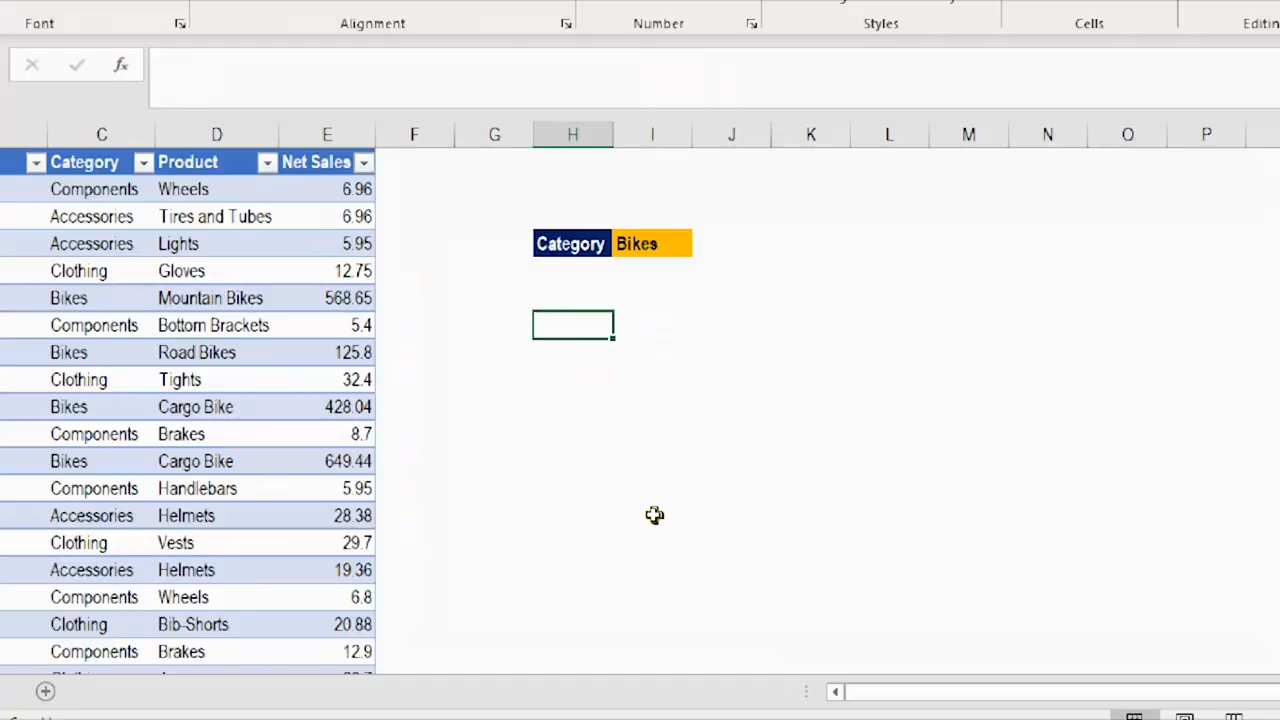 Font Alignment Number Styles Cells
fx
C D E F G H I J K L M N O P
Category Product Net Sales
Components Wheels 6.96
Accessories Tires and Tubes 6.96
Accessories Lights 5.95
Category Bikes
Clothing Gloves 12.75
Bikes Mountain Bikes 568.65
Components Bottom Brackets 5.4
Bikes Road Bikes 125.8
Clothing Tights 32.4
Bikes Cargo Bike 428.04
Components Brakes 8.7
Bikes Cargo Bike 649.44
Components Handlebars 5.95
Accessories Helmets 28.38
Clothing Vests 29.7
Accessories Helmets 19.36
Components Wheels 6.8
Clothing Bib-Shorts 20.88
Components Brakes 12.9